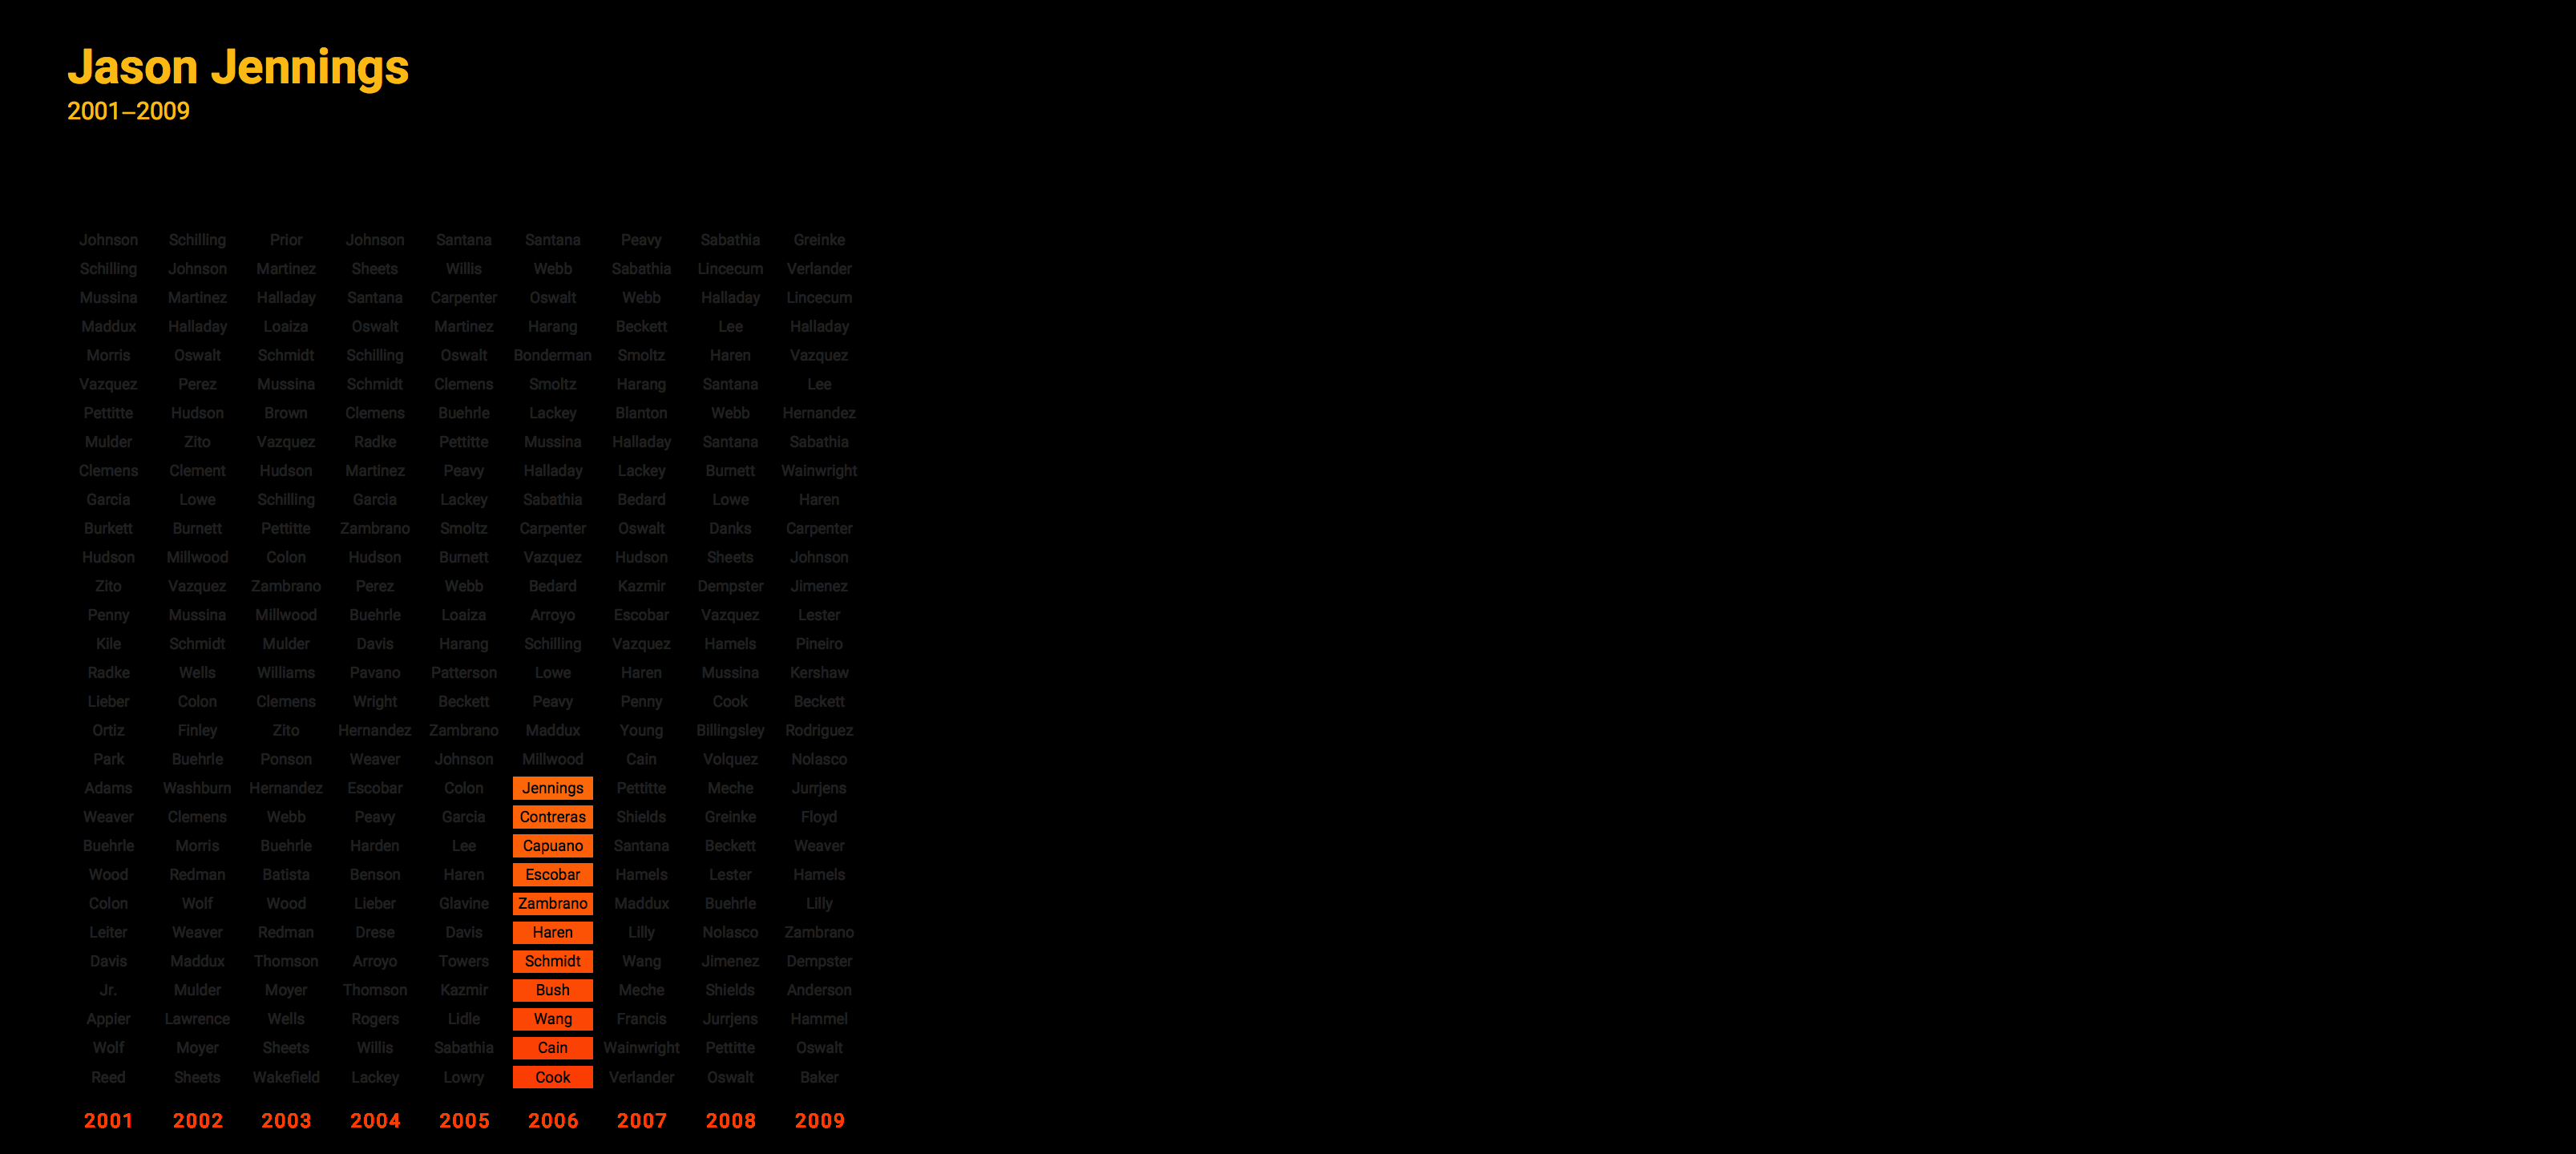 Jason Jennings
2001–2009
Johnson Schilling Prior Johnson Santana Santana Peavy Sabathia Greinke
Schilling Johnson Martinez Sheets Willis Webb Sabathia Lincecum Verlander
Mussina Martinez Halladay Santana Carpenter Oswalt Webb Halladay Lincecum
Maddux Halladay Loaiza Oswalt Martinez Harang Beckett Lee Halladay
Morris Oswalt Schmidt Schilling Oswalt Bonderman Smoltz Haren Vazquez
Vazquez Perez Mussina Schmidt Clemens Smoltz Harang Santana Lee
Pettitte Hudson Brown Clemens Buehrle Lackey Blanton Webb Hernandez
Mulder Zito Vazquez Radke Pettitte Mussina Halladay Santana Sabathia
Clemens Clement Hudson Martinez Peavy Halladay Lackey Burnett Wainwright
Garcia Lowe Schilling Garcia Lackey Sabathia Bedard Lowe Haren
Burkett Burnett Pettitte Zambrano Smoltz Carpenter Oswalt Danks Carpenter
Hudson Millwood Colon Hudson Burnett Vazquez Hudson Sheets Johnson
Zito Vazquez Zambrano Perez Webb Bedard Kazmir Dempster Jimenez
Penny Mussina Millwood Buehrle Loaiza Arroyo Escobar Vazquez Lester
Kile Schmidt Mulder Davis Harang Schilling Vazquez Hamels Pineiro
Radke Wells Williams Pavano Patterson Lowe Haren Mussina Kershaw
Lieber Colon Clemens Wright Beckett Peavy Penny Cook Beckett
Ortiz Finley Zito Hernandez Zambrano Maddux Young Billingsley Rodriguez
Park Buehrle Ponson Weaver Johnson Millwood Cain Volquez Nolasco
Adams Washburn Hernandez Escobar Colon Jennings Pettitte Meche Jurrjens
Weaver Clemens Webb Peavy Garcia Contreras Shields Greinke Floyd
Buehrle Morris Buehrle Harden Lee Capuano Santana Beckett Weaver
Wood Redman Batista Benson Haren Escobar Hamels Lester Hamels
Colon Wolf Wood Lieber Glavine Zambrano Maddux Buehrle Lilly
Leiter Weaver Redman Drese Davis Haren Lilly Nolasco Zambrano
Davis Maddux Thomson Arroyo Towers Schmidt Wang Jimenez Dempster
Jr. Mulder Moyer Thomson Kazmir Bush Meche Shields Anderson
Appier Lawrence Wells Rogers Lidle Wang Francis Jurrjens Hammel
Wolf Moyer Sheets Willis Sabathia Cain Wainwright Pettitte Oswalt
Reed Sheets Wakefield Lackey Lowry Cook Verlander Oswalt Baker
2001 2002 2003 2004 2005 2006 2007 2008 2009